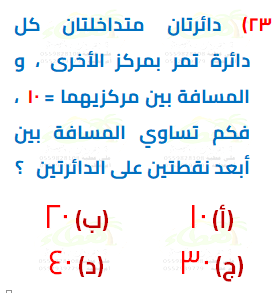 ٢٣) دائرتان متداخلتان كل
دائرة تمر بمركز الأخرى ، و
المسافة بين مركزيهما = ١٠ ،
فكم تساوي المسافة بين
أبعد نقطتين على الدائرتين ؟
(أ) ١٠ (ب) ٢٠
(ج) ٣٠ (د) ٤٠